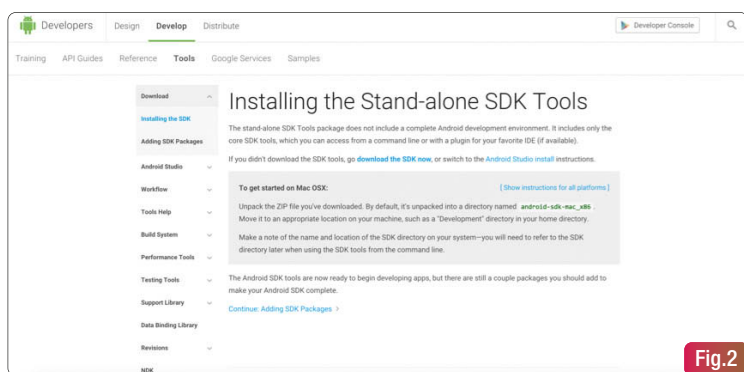 Developers Design Develop Distribute Developer Console
Training API Guides Reference Tools Google Services Samples
Download
Installing the SDK
Adding SDK Packages
Android Studio
Workflow
Tools Help
Build System
Performance Tools
Testing Tools
Support Library
Data Binding Library
Revisions
NDK
Installing the Stand-alone SDK Tools
The stand-alone SDK Tools package does not include a complete Android development environment. It includes only the
core SDK tools, which you can access from a command line or with a plugin for your favorite IDE (if available).
If you didn't download the SDK tools, go download the SDK now, or switch to the Android Studio install instructions.
To get started on Mac OSX: [ Show instructions for all platforms ]
Unpack the ZIP file you've downloaded. By default, it's unpacked into a directory named android-sdk-mac_x86 .
Move it to an appropriate location on your machine, such as a "Development" directory in your home directory.
Make a note of the name and location of the SDK directory on your system—you will need to refer to the SDK
directory later when using the SDK tools from the command line.
The Android SDK tools are now ready to begin developing apps, but there are still a couple packages you should add to
make your Android SDK complete.
Continue: Adding SDK Packages
Fig.2